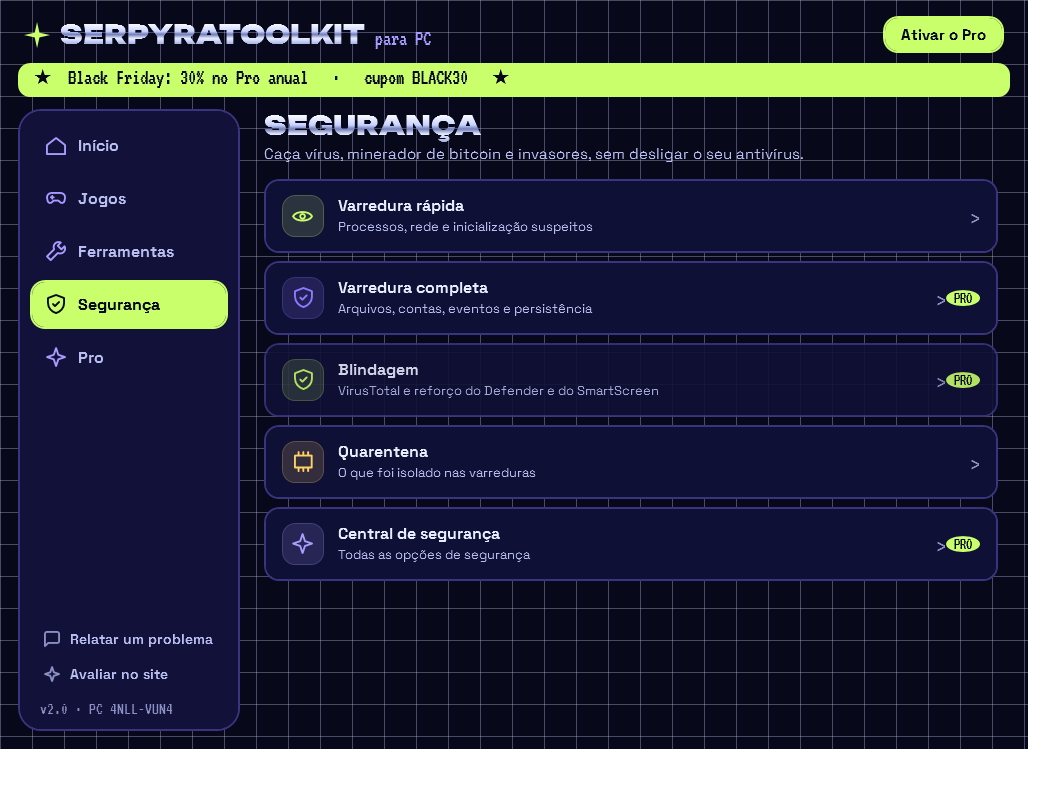 SERPYRATOOLKIT para PC
Ativar o Pro
★ Black Friday: 30% no Pro anual · cupom BLACK30 ★
Início
Jogos
Ferramentas
Segurança
Pro
Relatar um problema
Avaliar no site
v2.0 · PC 4NLL-VUN4
SEGURANÇA
Caça vírus, minerador de bitcoin e invasores, sem desligar o seu antivírus.
Varredura rápida
Processos, rede e inicialização suspeitos
>
Varredura completa
Arquivos, contas, eventos e persistência
> PRO
Blindagem
VirusTotal e reforço do Defender e do SmartScreen
> PRO
Quarentena
O que foi isolado nas varreduras
>
Central de segurança
Todas as opções de segurança
> PRO